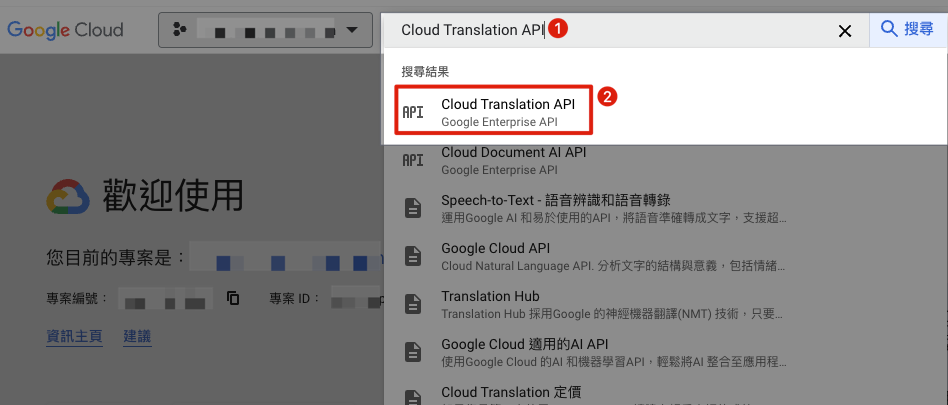 Google Cloud
Cloud Translation API
1
搜尋
搜尋結果
API
Cloud Translation API
Google Enterprise API
2
API
Cloud Document AI API
Google Enterprise API
Speech-to-Text - 語音辨識和語音轉錄
運用Google AI 和易於使用的API，將語音準確轉成文字，支援超...
Google Cloud API
Cloud Natural Language API. 分析文字的結構與意義，包括情緒...
Translation Hub
Translation Hub 採用Google 的神經機器翻譯(NMT) 技術，只要...
Google Cloud 適用的AI API
使用Google Cloud 的AI 和機器學習API，輕鬆將AI 整合至應用程...
Cloud Translation 定價
歡迎使用
您目前的專案是：
專案編號：
專案 ID：
資訊主頁
建議